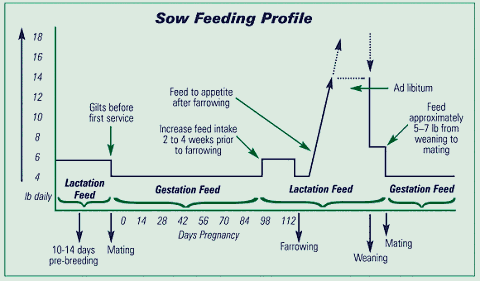 Sow Feeding Profile
18
16
14
12
10
8
6
4
lb daily
Gilts before
first service
Feed to appetite
after farrowing
Increase feed intake
2 to 4 weeks prior
to farrowing
Ad libitum
Feed
approximately
5–7 lb from
weaning to
mating
Lactation
Feed
Gestation Feed
Lactation Feed
Gestation Feed
0 14 28 42 56 70 84 98 112
Days Pregnancy
10-14 days
pre-breeding
Mating
Farrowing
Weaning
Mating